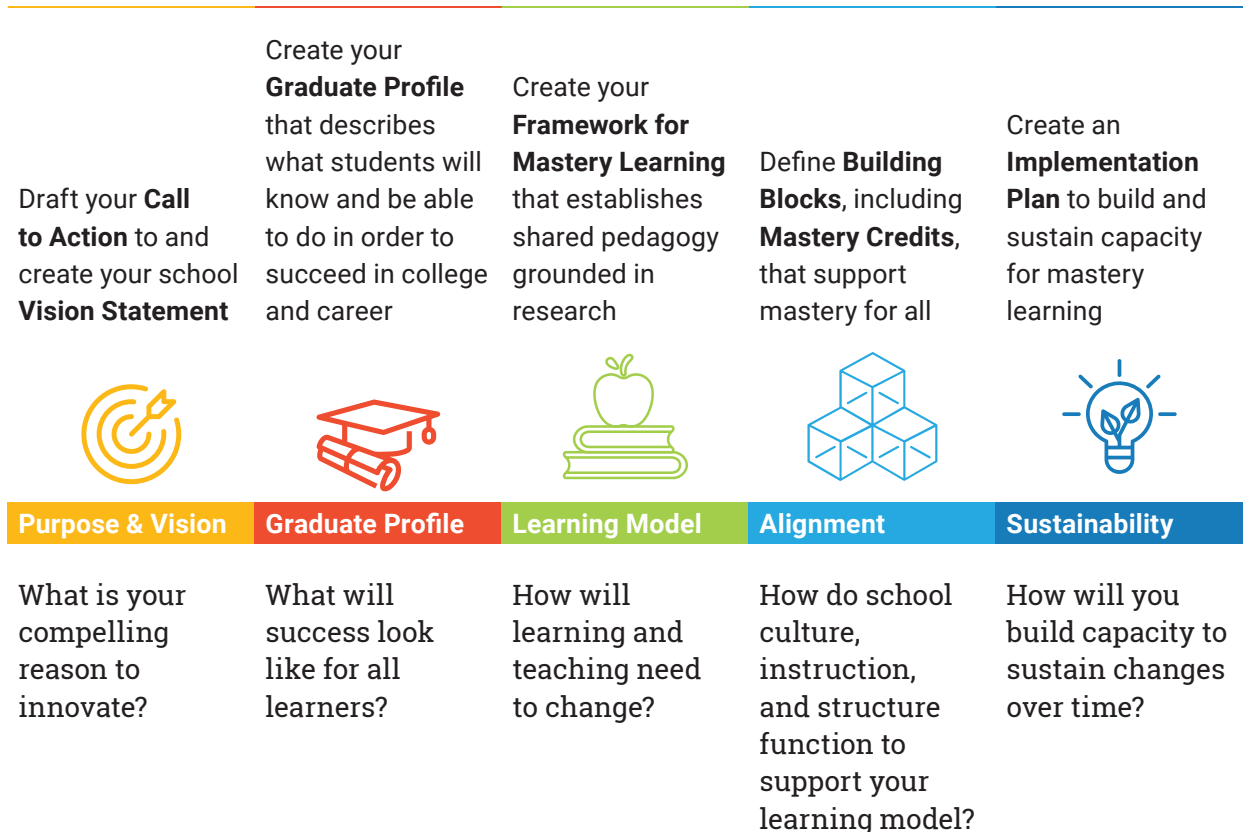 Draft your Call
to Action to and
create your school
Vision Statement
Create your
Graduate Profile
that describes
what students will
know and be able
to do in order to
succeed in college
and career
Create your
Framework for
Mastery Learning
that establishes
shared pedagogy
grounded in
research
Define Building
Blocks, including
Mastery Credits,
that support
mastery for all
Create an
Implementation
Plan to build and
sustain capacity
for mastery
learning
Purpose & Vision
Graduate Profile
Learning Model
Alignment
Sustainability
What is your
compelling
reason to
innovate?
What will
success look
like for all
learners?
How will
learning and
teaching need
to change?
How do school
culture,
instruction,
and structure
function to
support your
learning model?
How will you
build capacity to
sustain changes
over time?